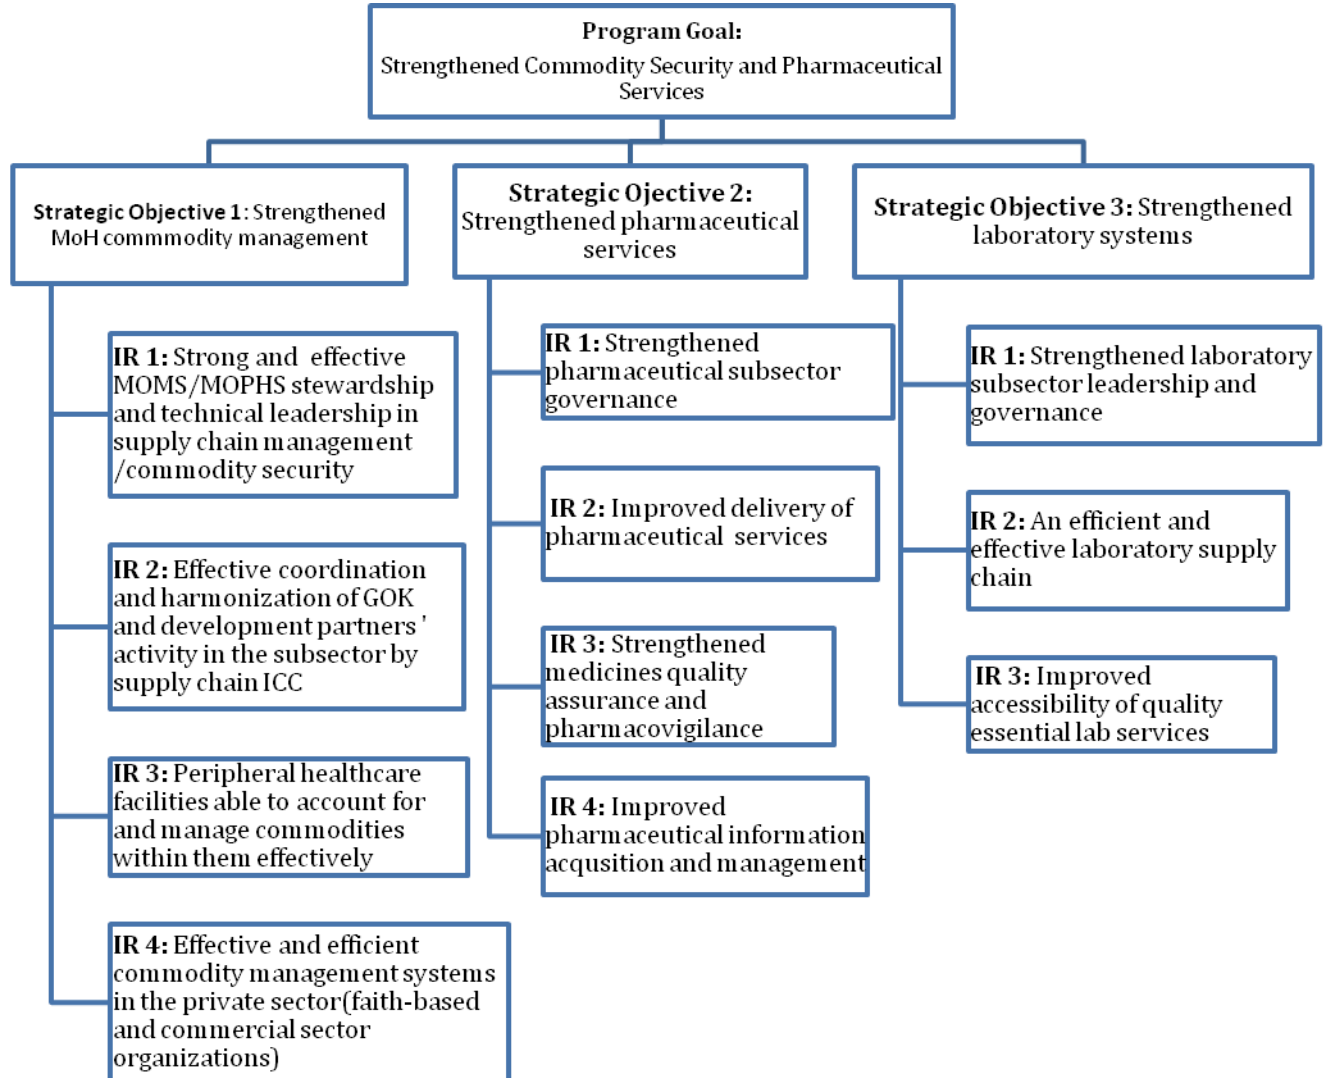 Program Goal:
Strengthened Commodity Security and Pharmaceutical
Services
Strategic Objective 1: Strengthened
MoH commmodity management
IR 1: Strong and effective
MOMS/MOPHS stewardship
and technical leadership in
supply chain management
/commodity security
IR 2: Effective coordination
and harmonization of GOK
and development partners '
activity in the subsector by
supply chain ICC
IR 3: Peripheral healthcare
facilities able to account for
and manage commodities
within them effectively
IR 4: Effective and efficient
commodity management systems
in the private sector(faith-based
and commercial sector
organizations)
Strategic Ojective 2:
Strengthened pharmaceutical
services
IR 1: Strengthened
pharmaceutical subsector
governance
IR 2: Improved delivery of
pharmaceutical services
IR 3: Strengthened
medicines quality
assurance and
pharmacovigilance
IR 4: Improved
pharmaceutical information
acqusition and management
Strategic Objective 3: Strengthened
laboratory systems
IR 1: Strengthened laboratory
subsector leadership and
governance
IR 2: An efficient and
effective laboratory supply
chain
IR 3: Improved
accessibility of quality
essential lab services